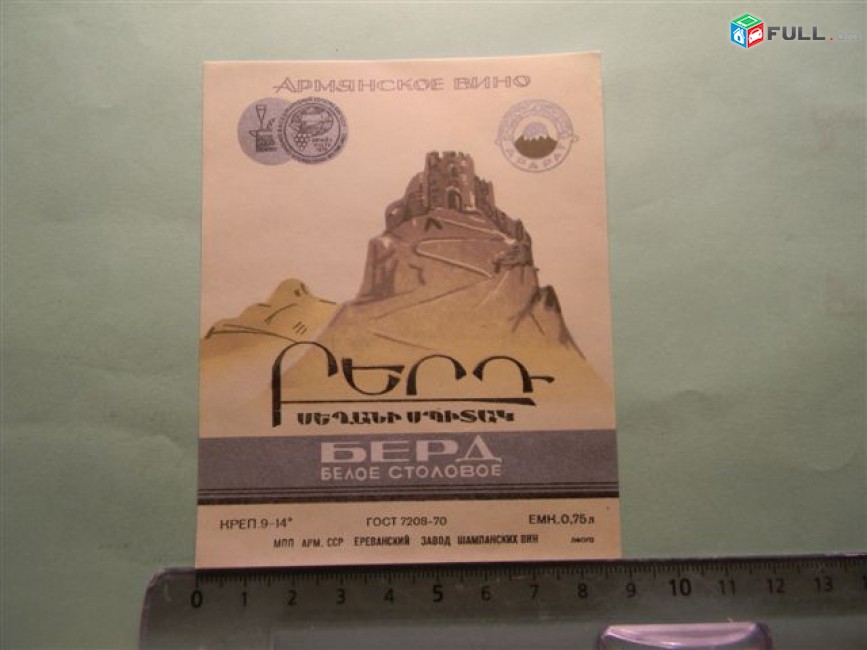 FULL.am
АРМЯНСКОЕ ВИНО
АРАРАТ
ԲԵՐԴ
ՍԵՂԱՆԻ ՍՊԻՏԱԿ
БЕРД
БЕЛОЕ СТОЛОВОЕ
КРЕП. 9-14° ГОСТ 7208-70 ЕМК. 0,75 л
МПП АРМ. ССР ЕРЕВАНСКИЙ ЗАВОД ШАМПАНСКИХ ВИН
0 1 2 3 4 5 6 7 8 9 10 11 12 13